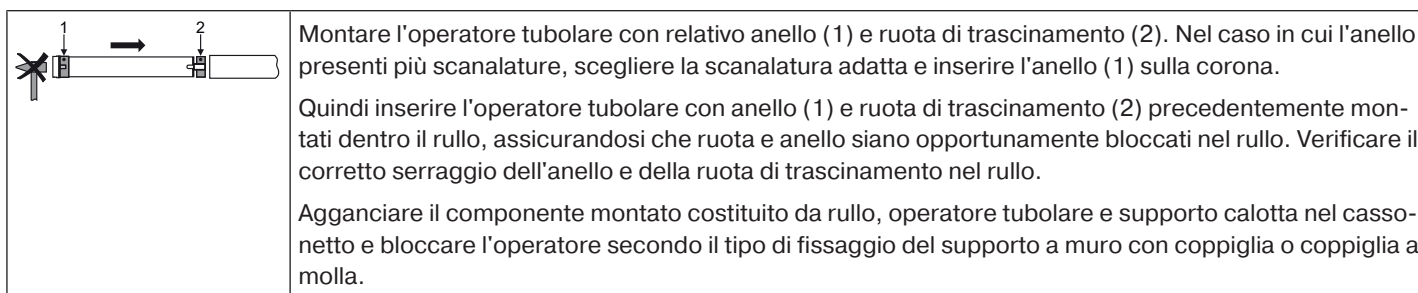 1 2
Montare l'operatore tubolare con relativo anello (1) e ruota di trascinamento (2). Nel caso in cui l'anello
presenti più scanalature, scegliere la scanalatura adatta e inserire l'anello (1) sulla corona.
Quindi inserire l'operatore tubolare con anello (1) e ruota di trascinamento (2) precedentemente mon-
tati dentro il rullo, assicurandosi che ruota e anello siano opportunamente bloccati nel rullo. Verificare il
corretto serraggio dell'anello e della ruota di trascinamento nel rullo.
Agganciare il componente montato costituito da rullo, operatore tubolare e supporto calotta nel casso-
netto e bloccare l'operatore secondo il tipo di fissaggio del supporto a muro con coppiglia o coppiglia a
molla.